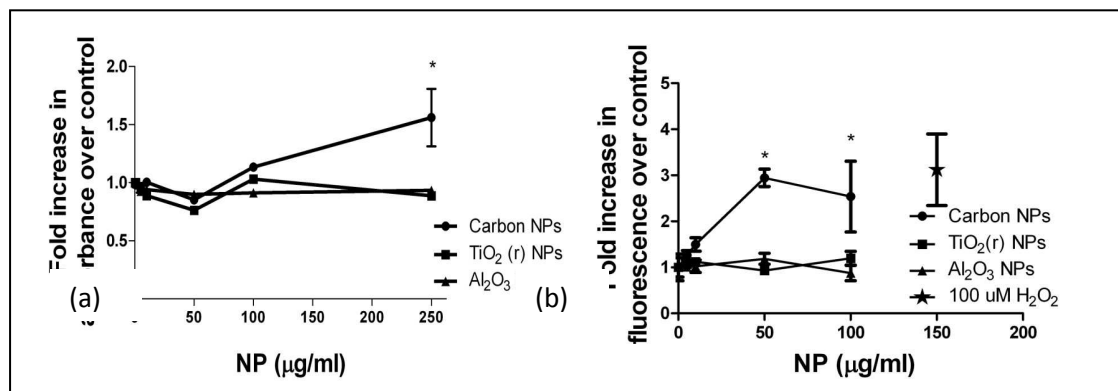 Fold increase in
rbance over control
2.0
1.5
1.0
0.5
*
Carbon NPs
TiO₂ (r) NPs
Al₂O₃
(a)
50 100 150 200 250
NP (µg/ml)
old increase in
fluorescence over control
5
4
3
2
1
0
*
*
Carbon NPs
TiO₂(r) NPs
Al₂O₃ NPs
100 uM H₂O₂
(b)
0 50 100 150 200
NP (µg/ml)